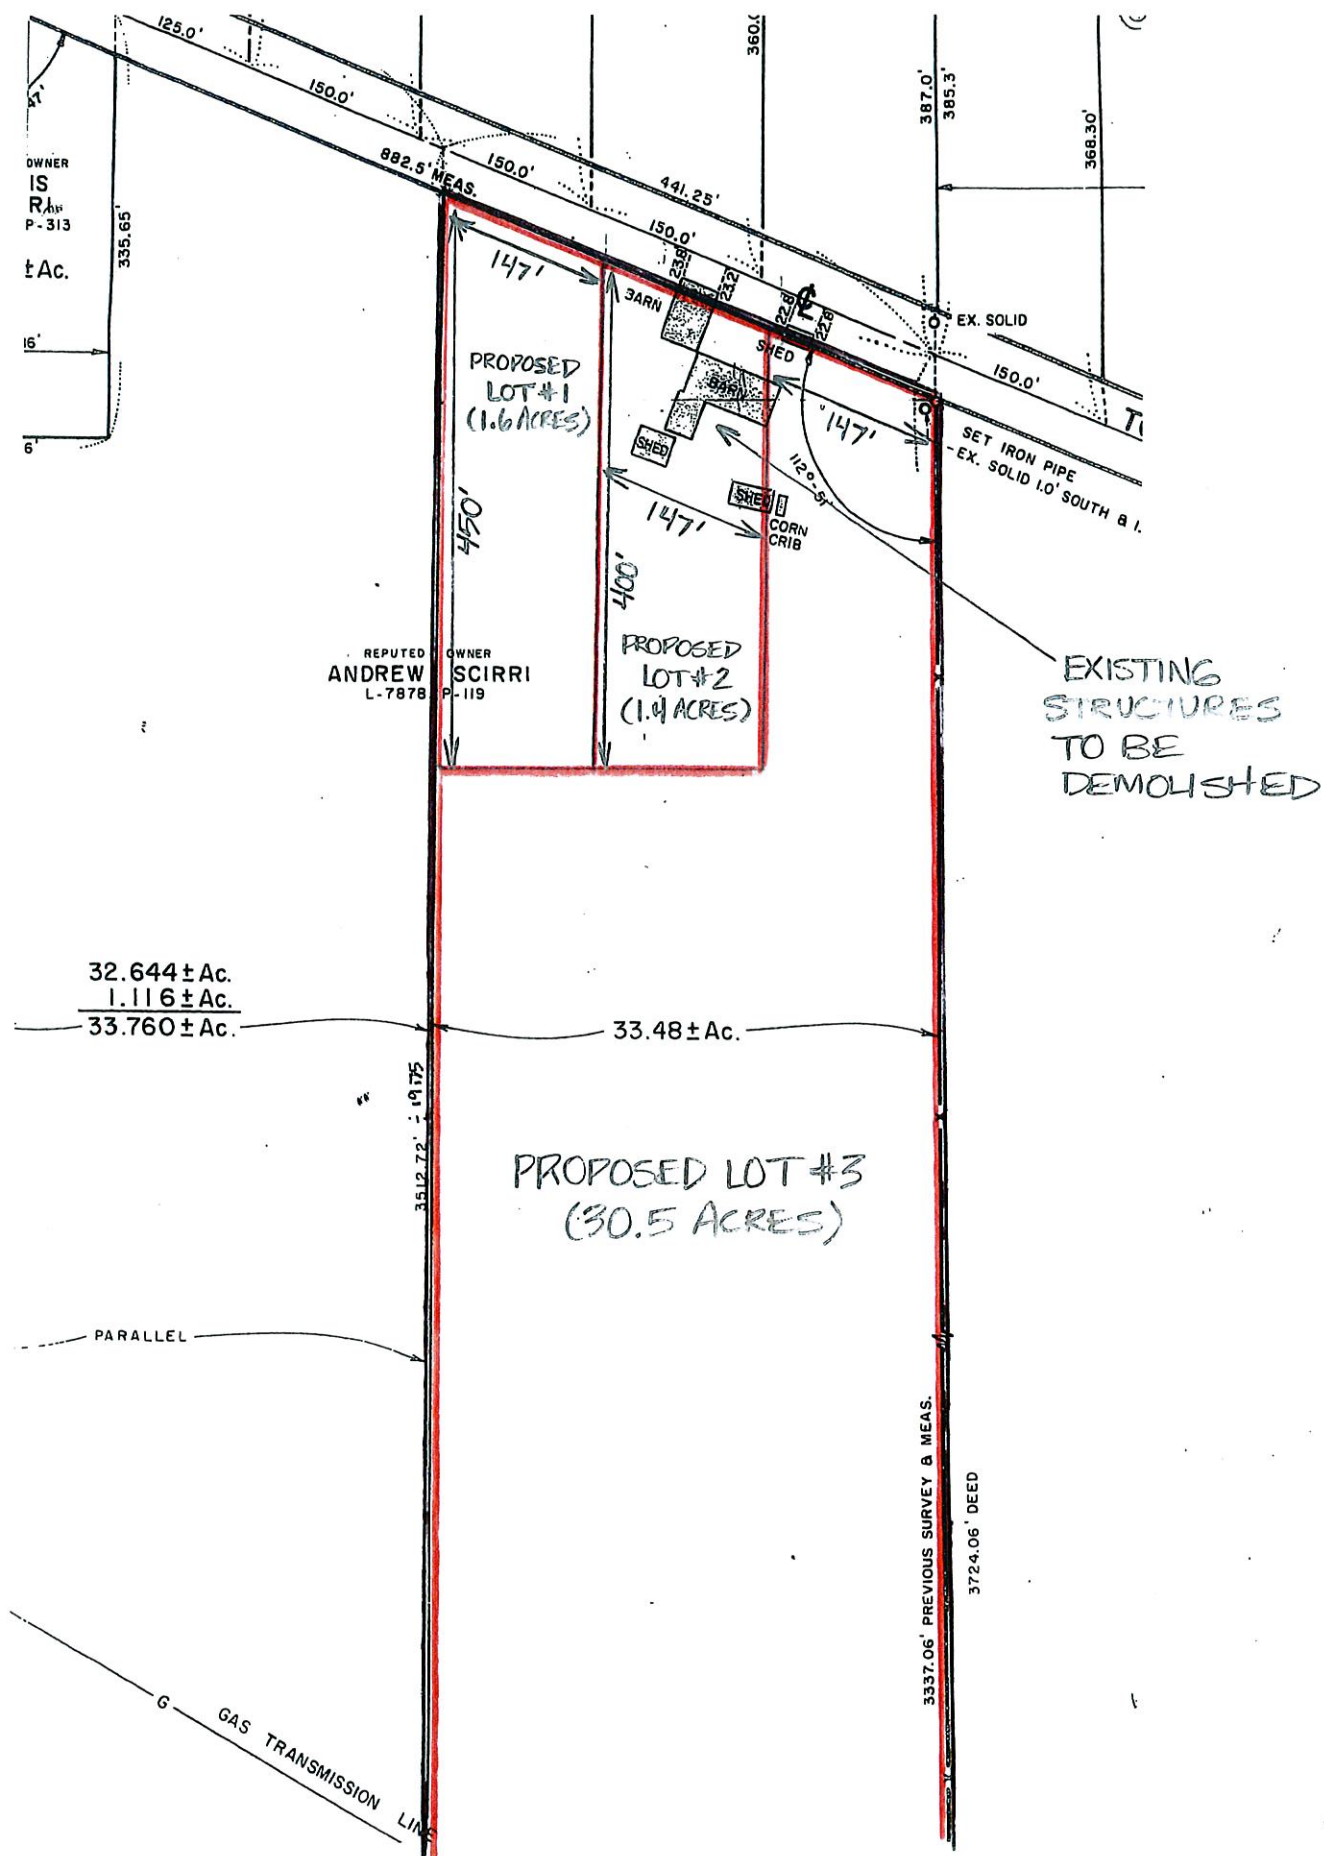 125.0'
150.0'
360.0
387.0'
385.3'
368.30'
47'
OWNER
IS
P-313
± Ac.
335.65'
16'
6'
882.5' MEAS.
150.0'
441.25'
150.0'
147'
BARN
23.8
23.2
22.8
22.8
℄
EX. SOLID
150.0'
SHED
PROPOSED
LOT #1
(1.6 ACRES)
BARN
147'
SET IRON PIPE
EX. SOLID 1.0' SOUTH & 1.
SHED
112°-51'
SHED
CORN
CRIB
147'
450'
400'
REPUTED OWNER
ANDREW SCIRRI
L-7878 P-119
PROPOSED
LOT #2
(1.4 ACRES)
EXISTING
STRUCTURES
TO BE
DEMOLISHED
32.644 ± Ac.
1.116 ± Ac.
33.760 ± Ac.
33.48 ± Ac.
3512.72'
PROPOSED LOT #3
(30.5 ACRES)
PARALLEL
3337.06' PREVIOUS SURVEY & MEAS.
3724.06' DEED
G
GAS TRANSMISSION LINE